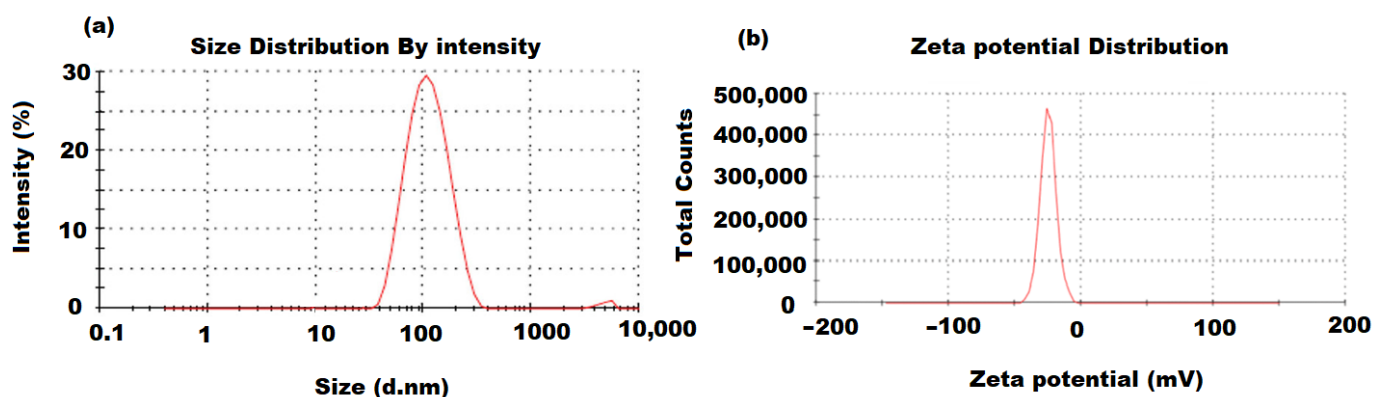 (a)
Size Distribution By intensity
30
20
10
0
Intensity (%)
0.1 1 10 100 1000 10,000
Size (d.nm)
(b)
Zeta potential Distribution
500,000
400,000
300,000
200,000
100,000
0
Total Counts
−200 −100 0 100 200
Zeta potential (mV)